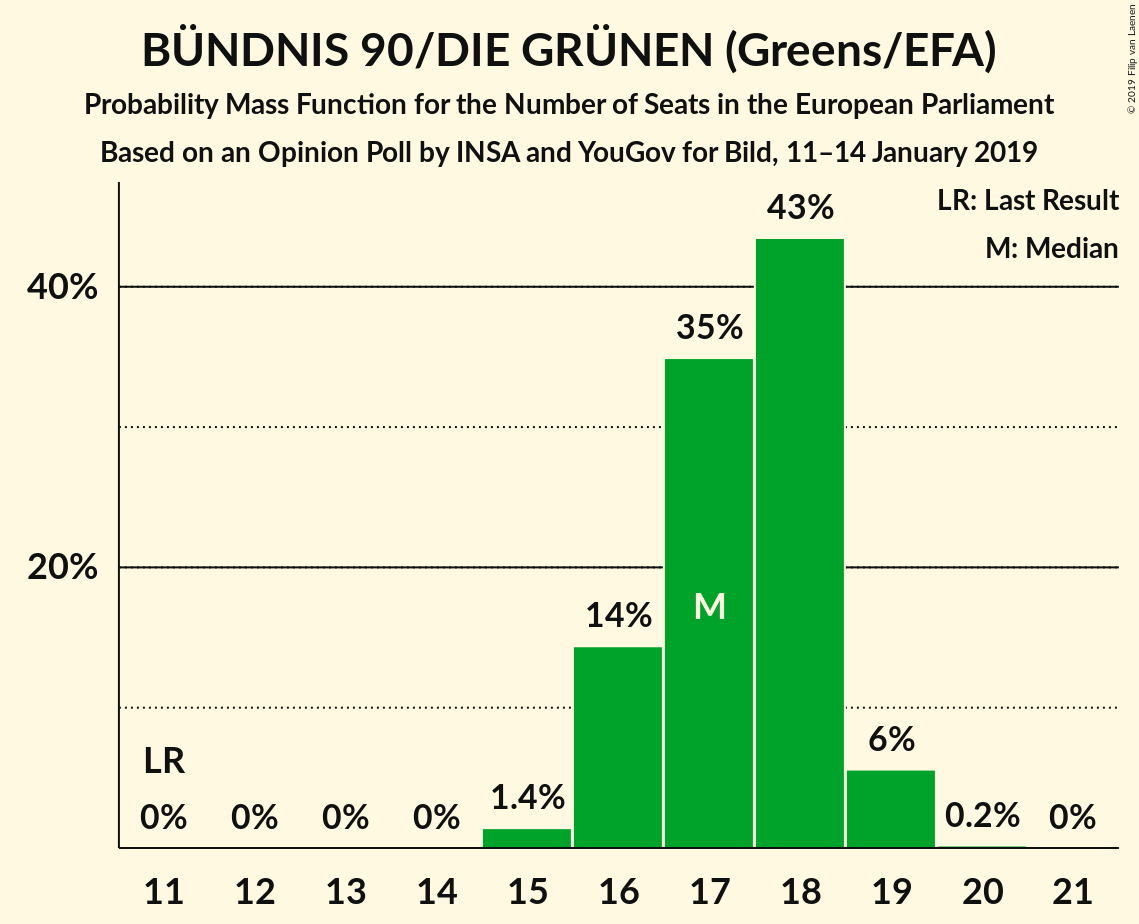 BÜNDNIS 90/DIE GRÜNEN (Greens/EFA)
Probability Mass Function for the Number of Seats in the European Parliament
Based on an Opinion Poll by INSA and YouGov for Bild, 11–14 January 2019
© 2019 Filip van Laenen
LR: Last Result
M: Median
43%
40%
35%
20%
14%
M
LR
6%
1.4%
0% 0% 0% 0% 0.2% 0%
11 12 13 14 15 16 17 18 19 20 21